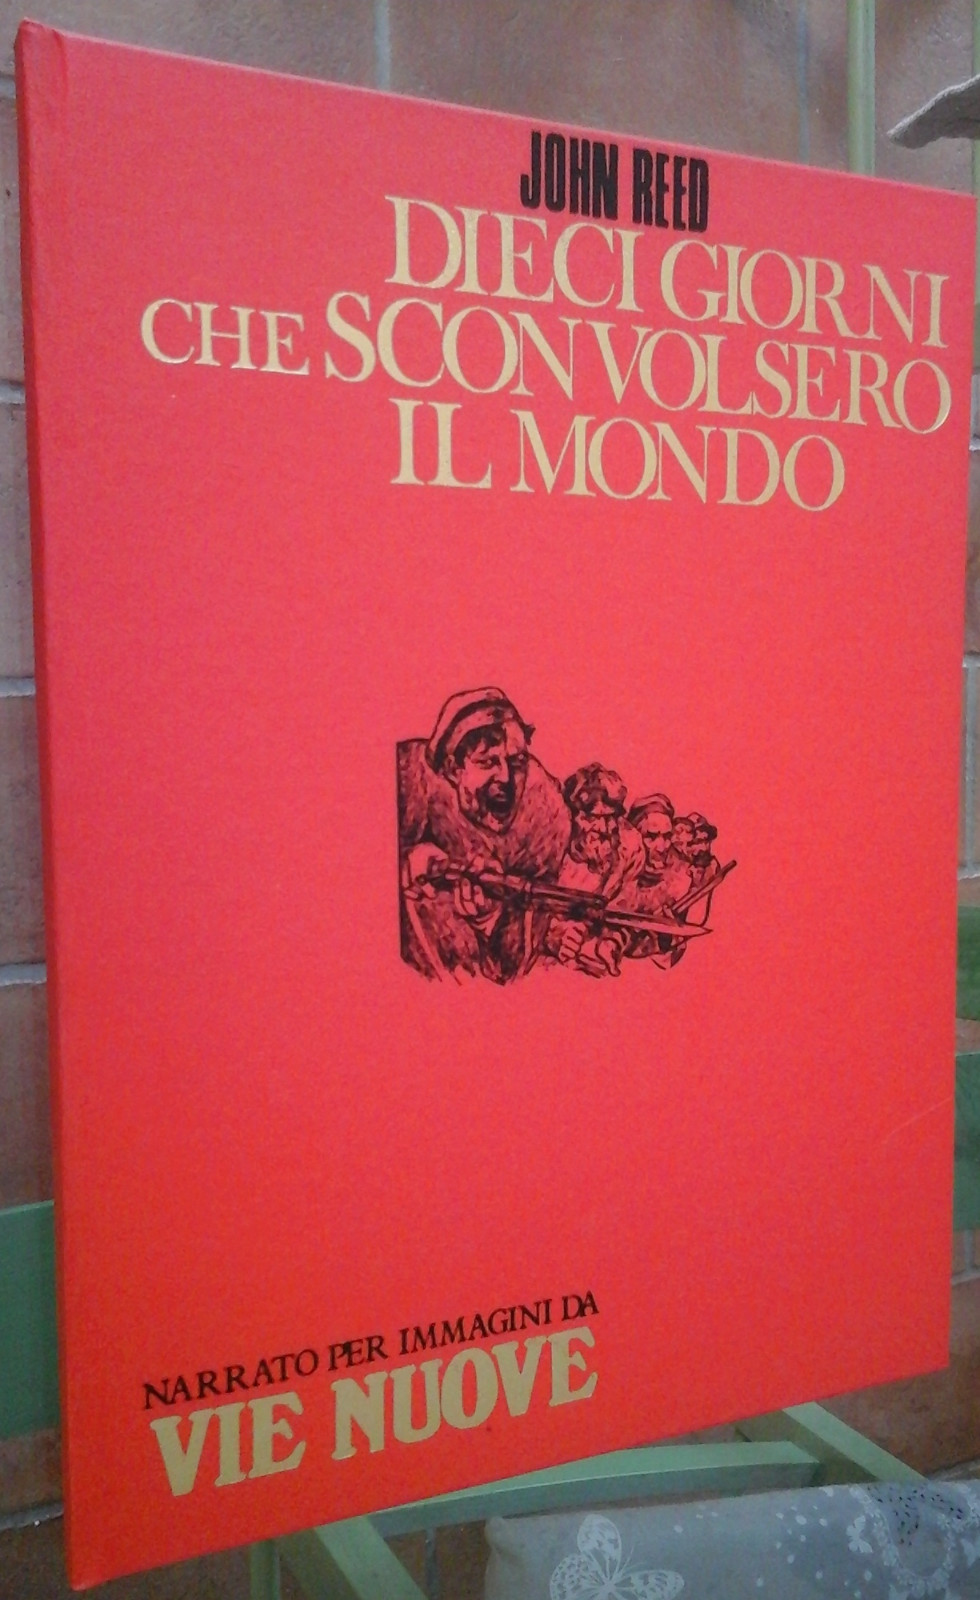 JOHN REED
DIECI GIORNI
CHE SCONVOLSERO
IL MONDO
NARRATO PER IMMAGINI DA
VIE NUOVE